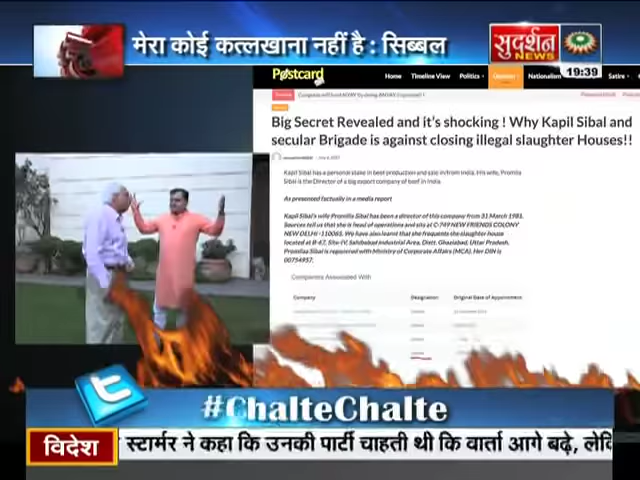 मेरा कोई कत्लखाना नहीं है : सिब्बल
सुदर्शन
NEWS
19:39
Postcard
Home Timeline View Politics Opinion Nationalism Satire
Big Secret Revealed and it's shocking ! Why Kapil Sibal and
secular Brigade is against closing illegal slaughter Houses!!
Kapil Sibal has a personal stake in beef production and sale in/from India. His wife, Promila
Sibal is the Director of a big export company of beef in India.
As presented factually in a media report
Kapil Sibal's wife Promila Sibal has been a director of this company from 31 March 1981.
Sources tell us that she is head of operations and sits at C-749 NEW FRIENDS COLONY
NEW DELHI -110065. We have also learnt that she frequents the slaughter house
located at B-67, Site-IV, Sahibabad Industrial Area, Distt. Ghaziabad, Uttar Pradesh.
Promilaa Sibal is registered with Ministry of Corporate Affairs (MCA). Her DIN is
00754957.
Companies Associated With
Company Designation Original Date of Appointment
#ChalteChalte
विदेश
स्टार्मर ने कहा कि उनकी पार्टी चाहती थी कि वार्ता आगे बढ़े,